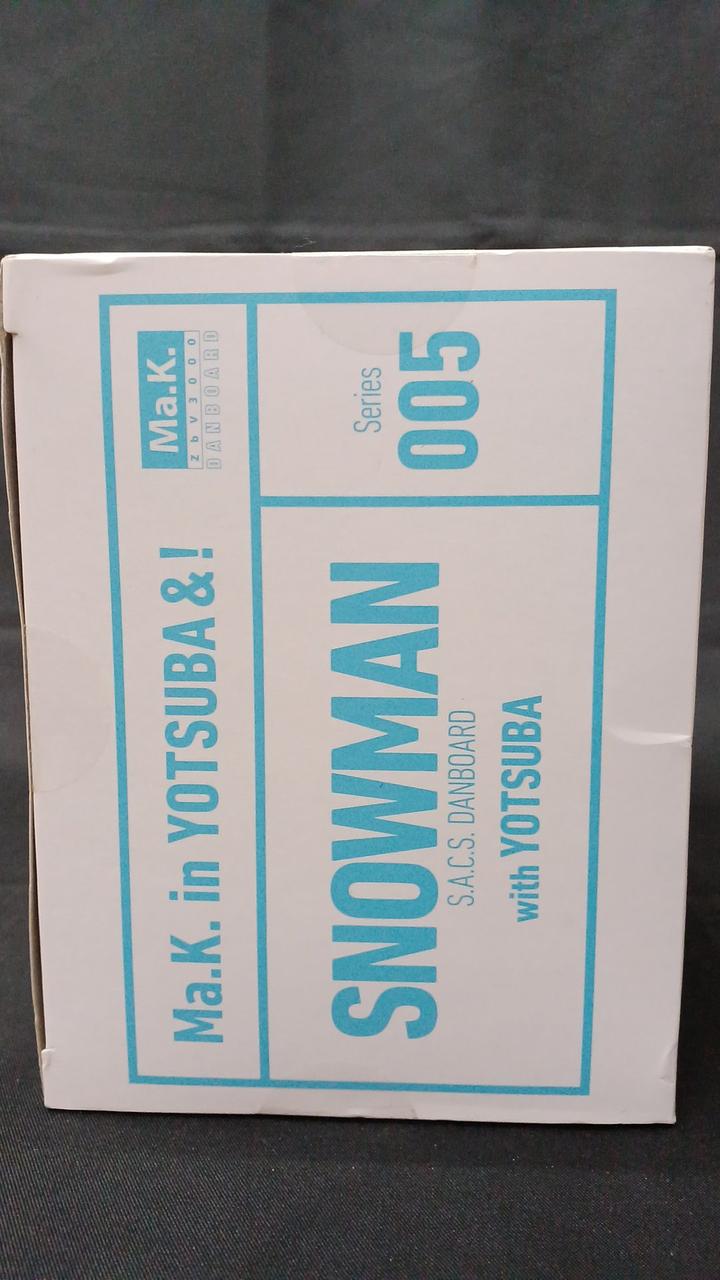 Ma.K. in YOTSUBA & !
Ma.K.
ZbV3000
DANBOARD
SNOWMAN
S.A.C.S. DANBOARD
with YOTSUBA
Series
005